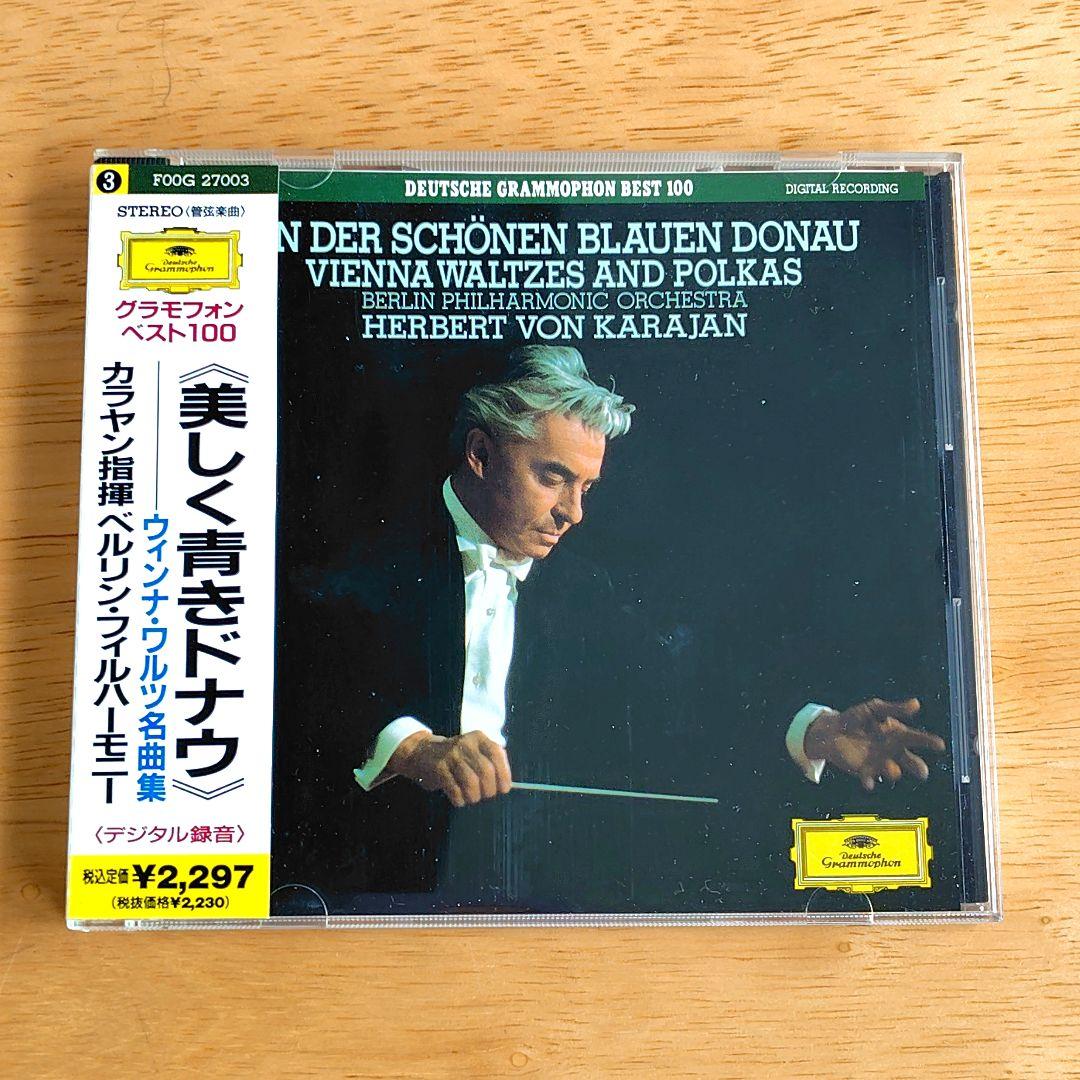 3
F00G 27003
STEREO〈管弦楽曲〉
Deutsche
Grammophon
グラモフォン
ベスト100
《美しく青きドナウ》
ウィンナ・ワルツ名曲集
カラヤン指揮ベルリン・フィルハーモニー
〈デジタル録音〉
税込定価¥2,297
(税抜価格¥2,230)
DEUTSCHE GRAMMOPHON BEST 100
DIGITAL RECORDING
N DER SCHÖNEN BLAUEN DONAU
VIENNA WALTZES AND POLKAS
BERLIN PHILHARMONIC ORCHESTRA
HERBERT VON KARAJAN
Deutsche
Grammophon